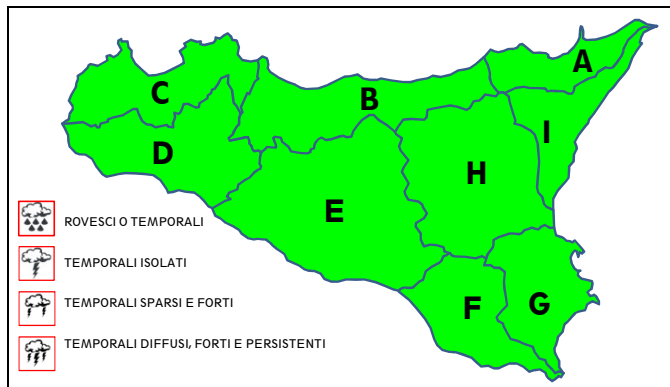 A
C
B
I
D
H
E
ROVESCI O TEMPORALI
TEMPORALI ISOLATI
TEMPORALI SPARSI E FORTI
F
G
TEMPORALI DIFFUSI, FORTI E PERSISTENTI